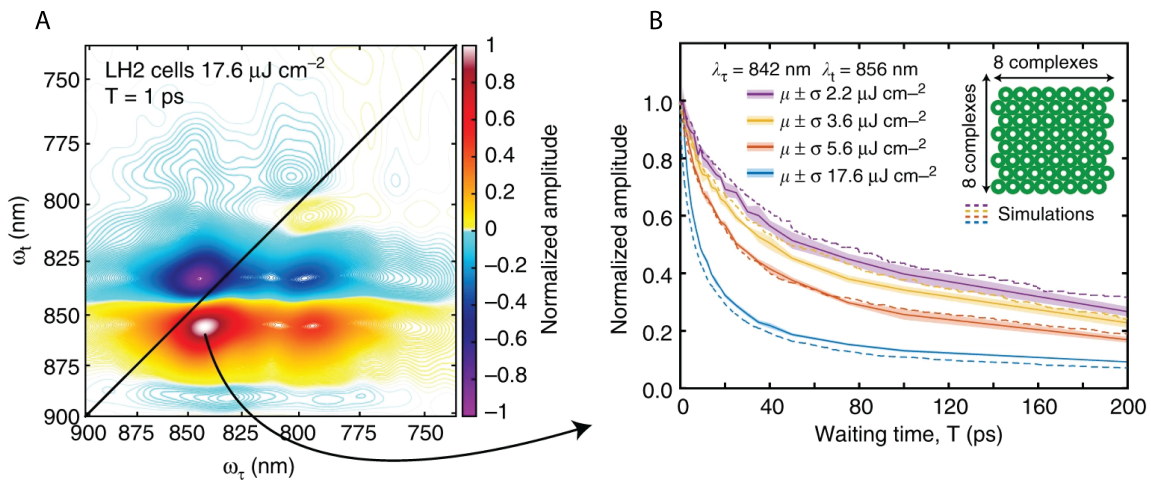 A
LH2 cells 17.6 μJ cm⁻²
T = 1 ps
750
775
800
825
850
875
900
ωt (nm)
900 875 850 825 800 775 750
ωτ (nm)
1
0.8
0.6
0.4
0.2
0
−0.2
−0.4
−0.6
−0.8
−1
Normalized amplitude
B
λτ = 842 nm λt = 856 nm
μ ± σ 2.2 μJ cm–²
μ ± σ 3.6 μJ cm–²
μ ± σ 5.6 μJ cm–²
μ ± σ 17.6 μJ cm–²
8 complexes
8 complexes
Simulations
1.0
0.8
0.6
0.4
0.2
0.0
Normalized amplitude
0 40 80 120 160 200
Waiting time, T (ps)